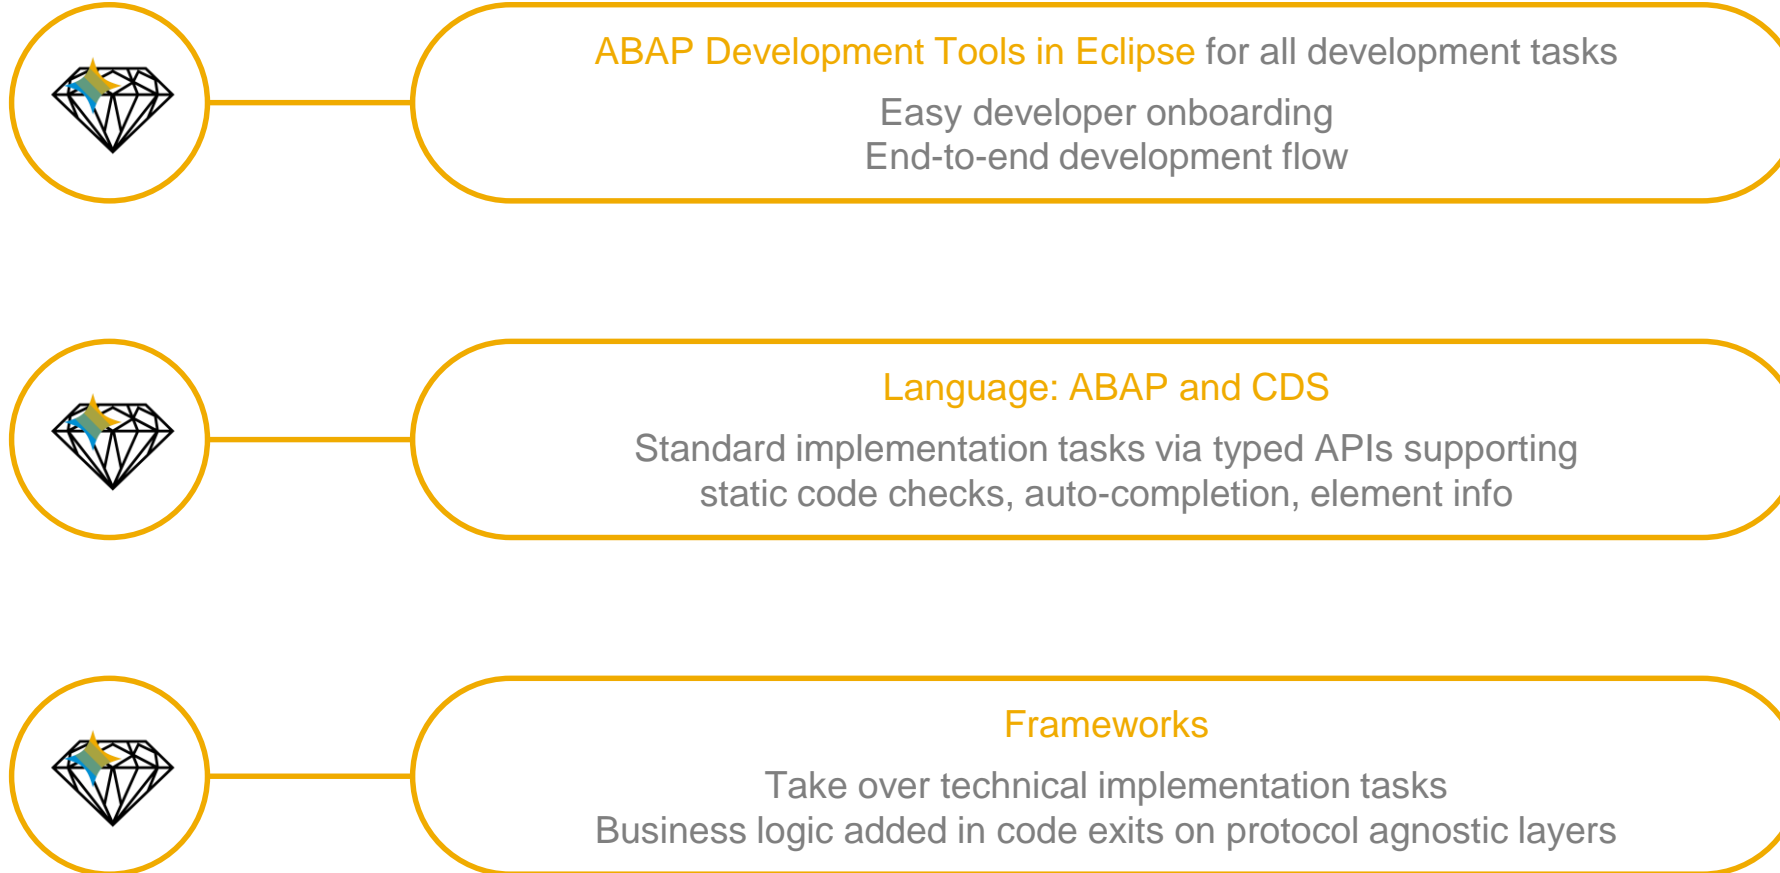 ABAP Development Tools in Eclipse for all development tasks
Easy developer onboarding
End-to-end development flow
Language: ABAP and CDS
Standard implementation tasks via typed APIs supporting
static code checks, auto-completion, element info
Frameworks
Take over technical implementation tasks
Business logic added in code exits on protocol agnostic layers